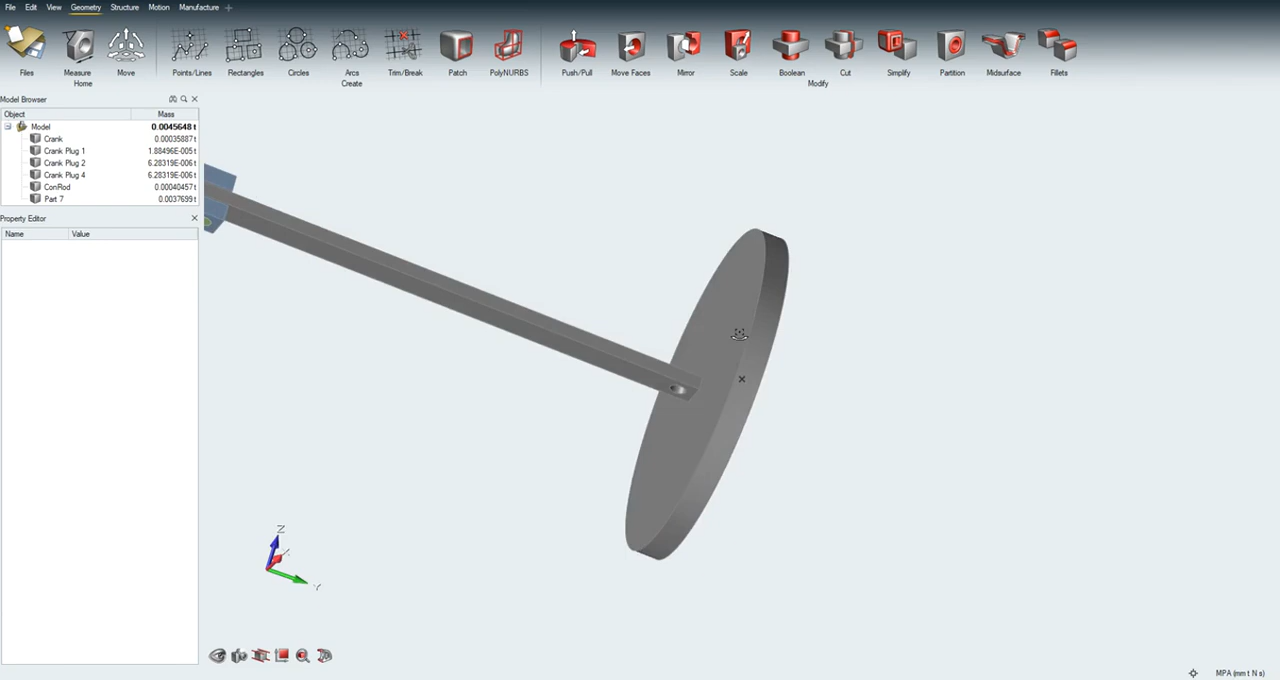 File Edit View Geometry Structure Motion Manufacture
Files Measure Move Points/Lines Rectangles Circles Arcs Trim/Break Patch PolyNURBS Push/Pull Move Faces Mirror Scale Boolean Cut Simplify Partition Midsurface Fillets
Home Create Modify
Model Browser
Object Mass
Model 0.0045648 t
Crank 0.00035887 t
Crank Plug 1 1.88496E-005 t
Crank Plug 2 6.28319E-006 t
Crank Plug 4 6.28319E-006 t
ConRod 0.00040457 t
Part 7 0.0037699 t
Property Editor
Name Value
Z
Y
MPA (mm t N s)